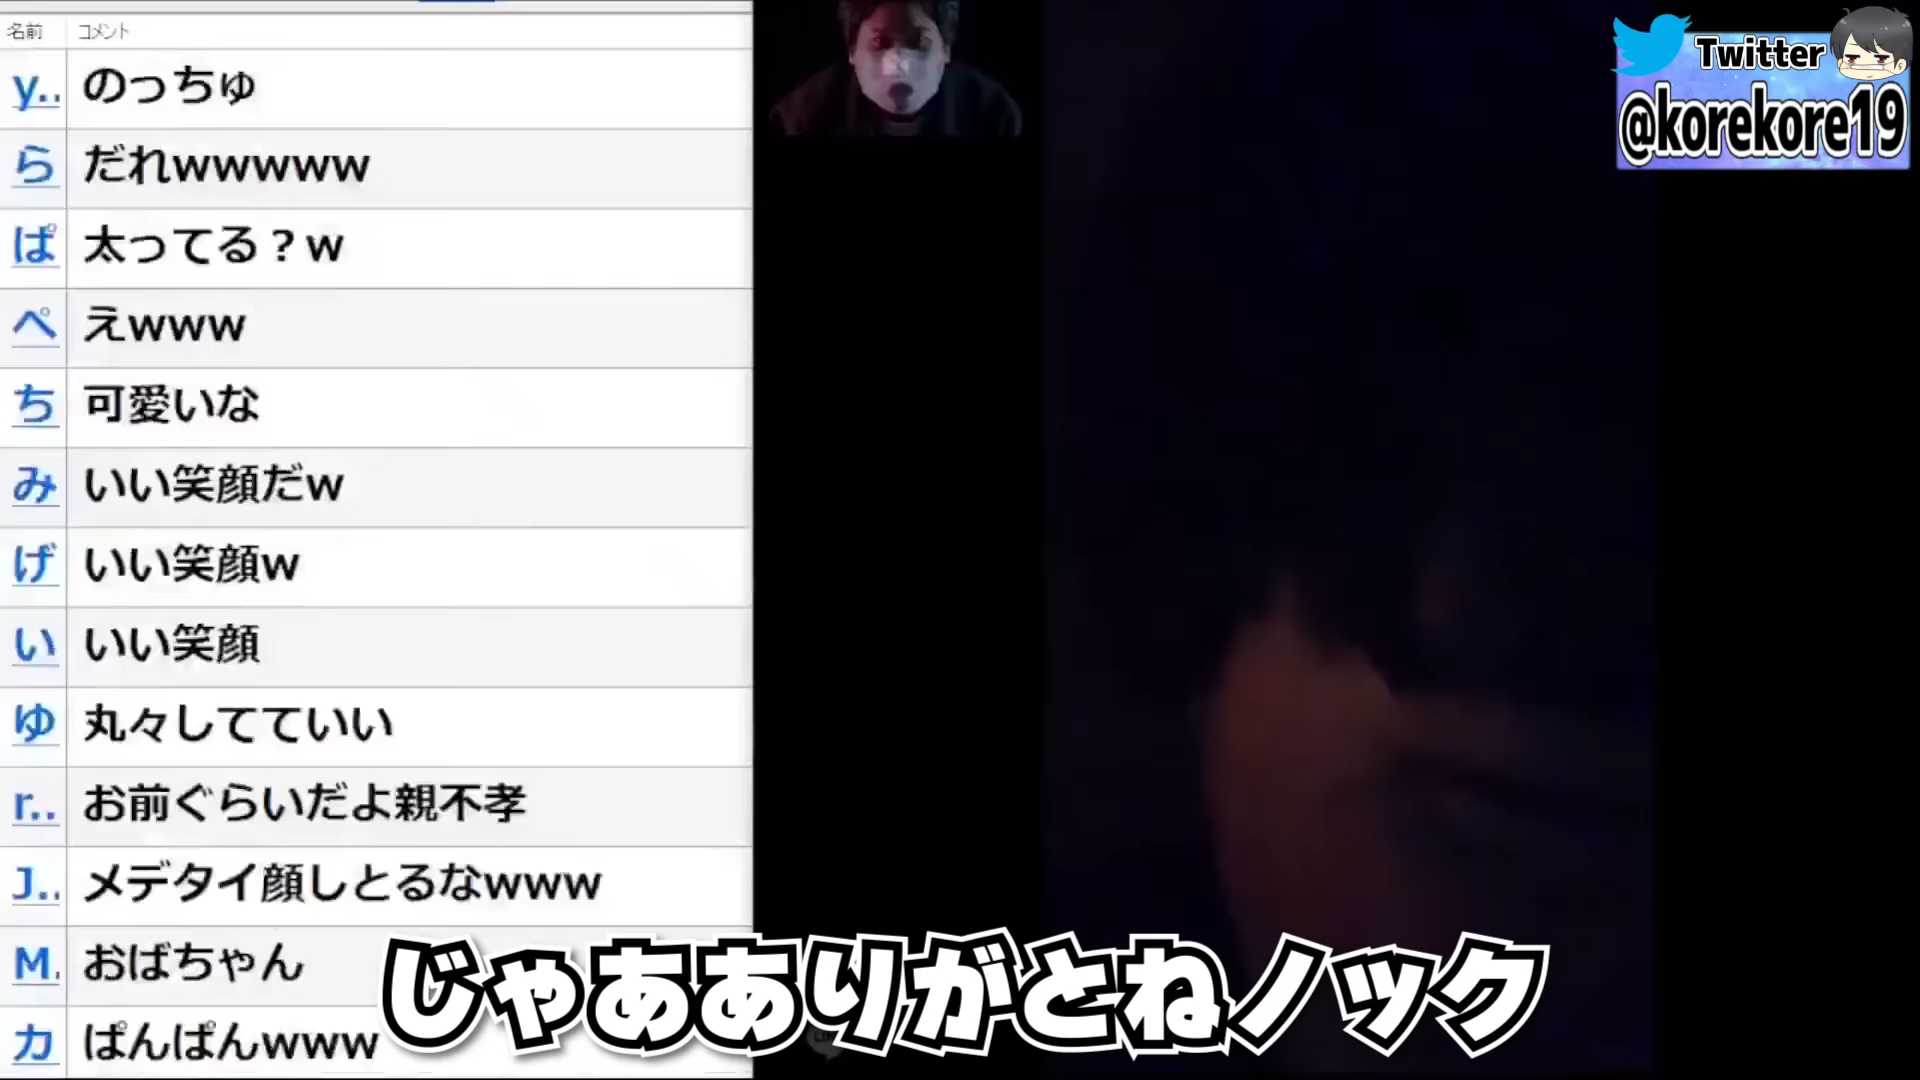 名前 コメント
y.. のっちゅ
ら だれwwwww
ぱ 太ってる？w
ぺ えwww
ち 可愛いな
み いい笑顔だw
げ いい笑顔w
い いい笑顔
ゆ 丸々してていい
r.. お前ぐらいだよ親不孝
J.. メデタイ顔しとるなwww
M. おばちゃん
カ ぱんぱんwww
Twitter
@korekore19
じゃあありがとねノック